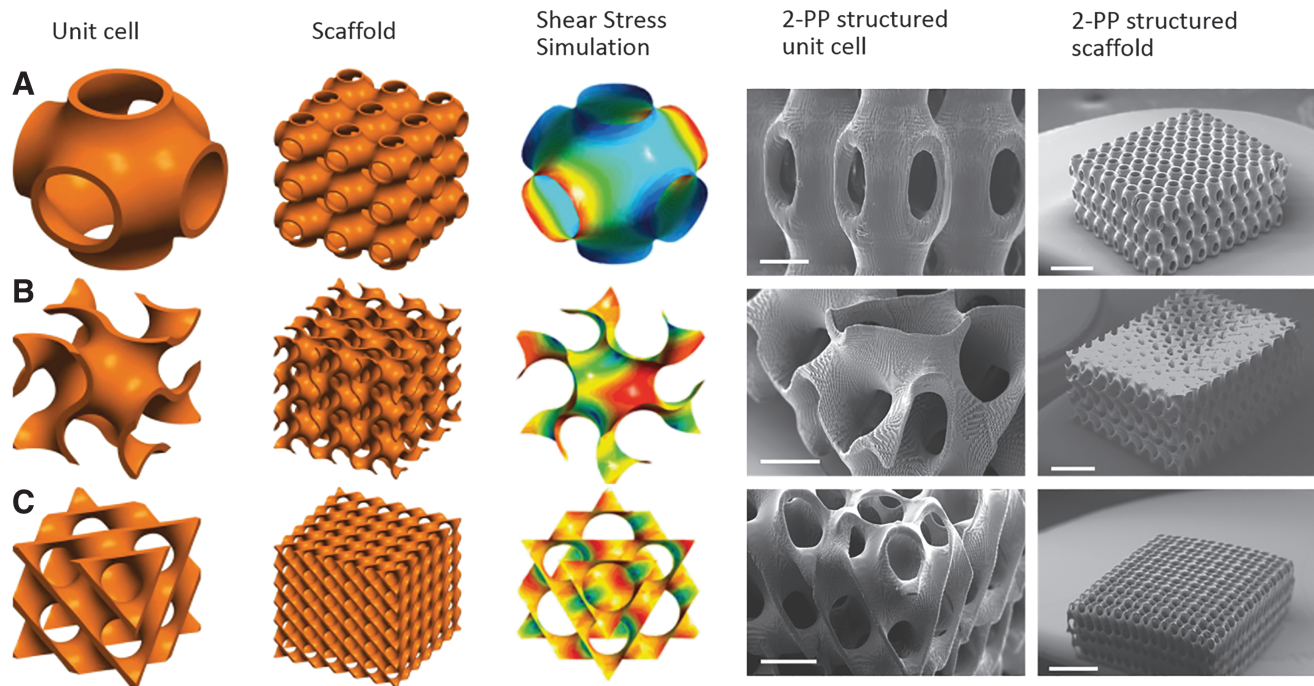 Unit cell
Scaffold
Shear Stress
Simulation
2-PP structured
unit cell
2-PP structured
scaffold
A
B
C